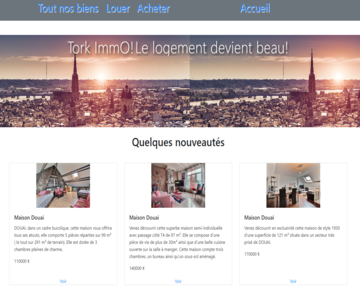 Tout nos biens Louer Acheter Accueil
Tork ImmO!Le logement devient beau!
Quelques nouveautés
Maison Douai
DOUAI, dans un cadre bucolique, cette maison vous offrira
tous ses atouts, elle comporte 5 pièces réparties sur 99 m²
( le tout sur 291 m² de terrain). Elle est dotée de 3
chambres pleines de charme.
110000 €
Voir
Maison Douai
Venez découvrir cette superbe maison semi-individuelle
avec passage côté T4 de 91 m². Elle se compose d'une
pièce de vie de plus de 30m² ainsi que d'une belle cuisine
ouverte sur la salle à manger. Cette maison compte trois
chambres, un bureau ainsi qu'un sous-sol aménagé.
140000 €
Voir
Maison Douai
Venez découvrir en exclusivité cette maison de style 1930
d'une superficie de 121 m² située dans un secteur très
prisé de DOUAI.
170000 €
Voir